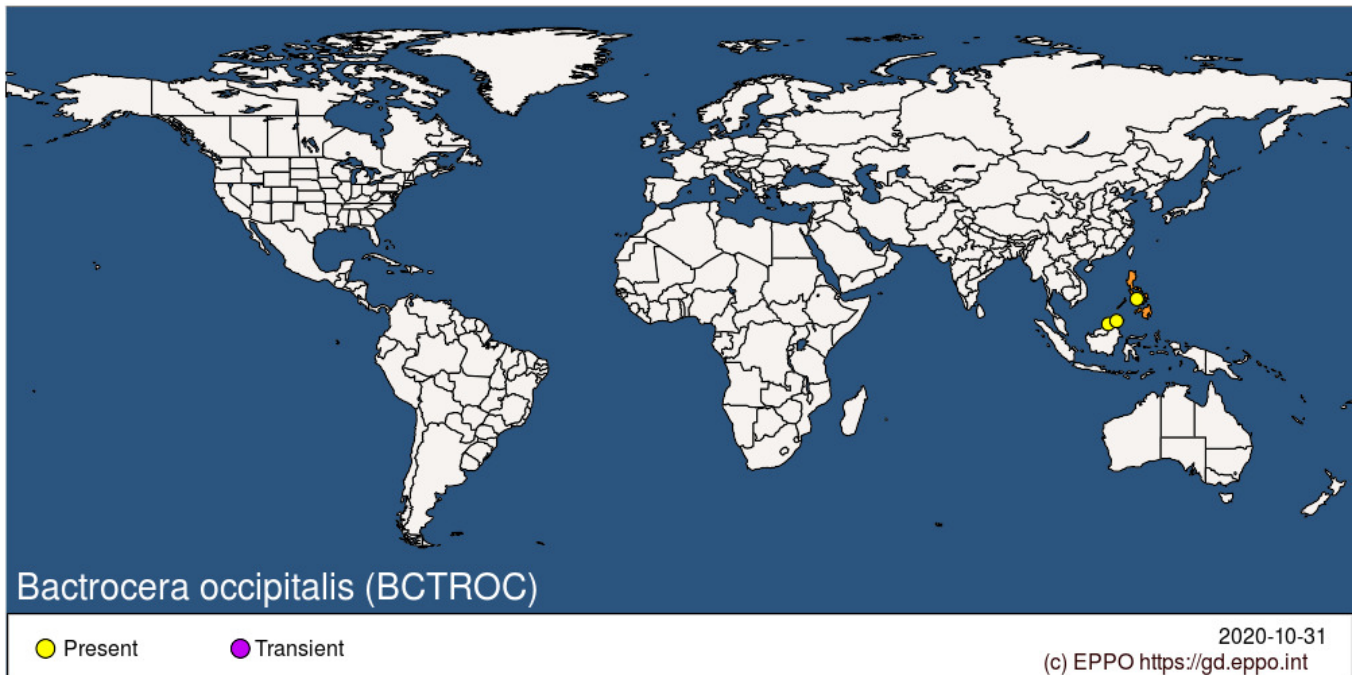 Bactrocera occipitalis (BCTROC)
Present
Transient
2020-10-31
(c) EPPO https://gd.eppo.int